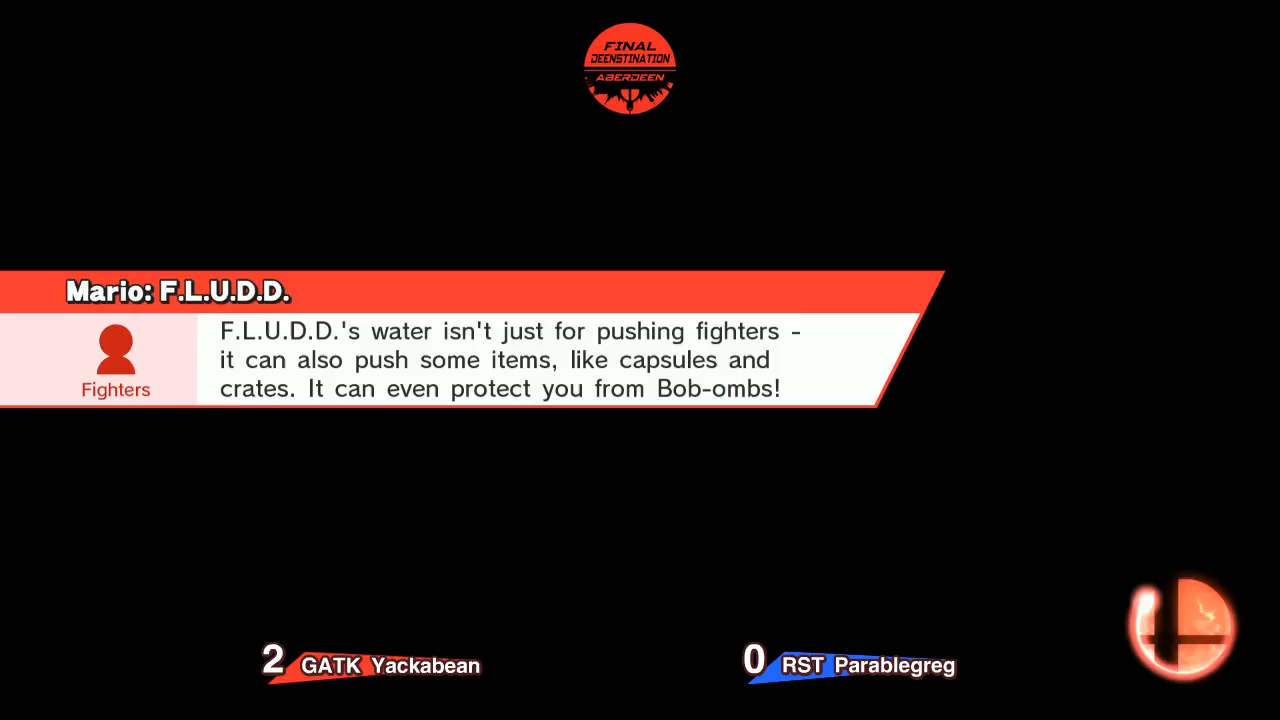 FINAL
DEENSTINATION
ABERDEEN
Mario: F.L.U.D.D.
F.L.U.D.D.'s water isn't just for pushing fighters -
it can also push some items, like capsules and
crates. It can even protect you from Bob-ombs!
Fighters
2 GATK Yackabean
0 RST Parablegreg